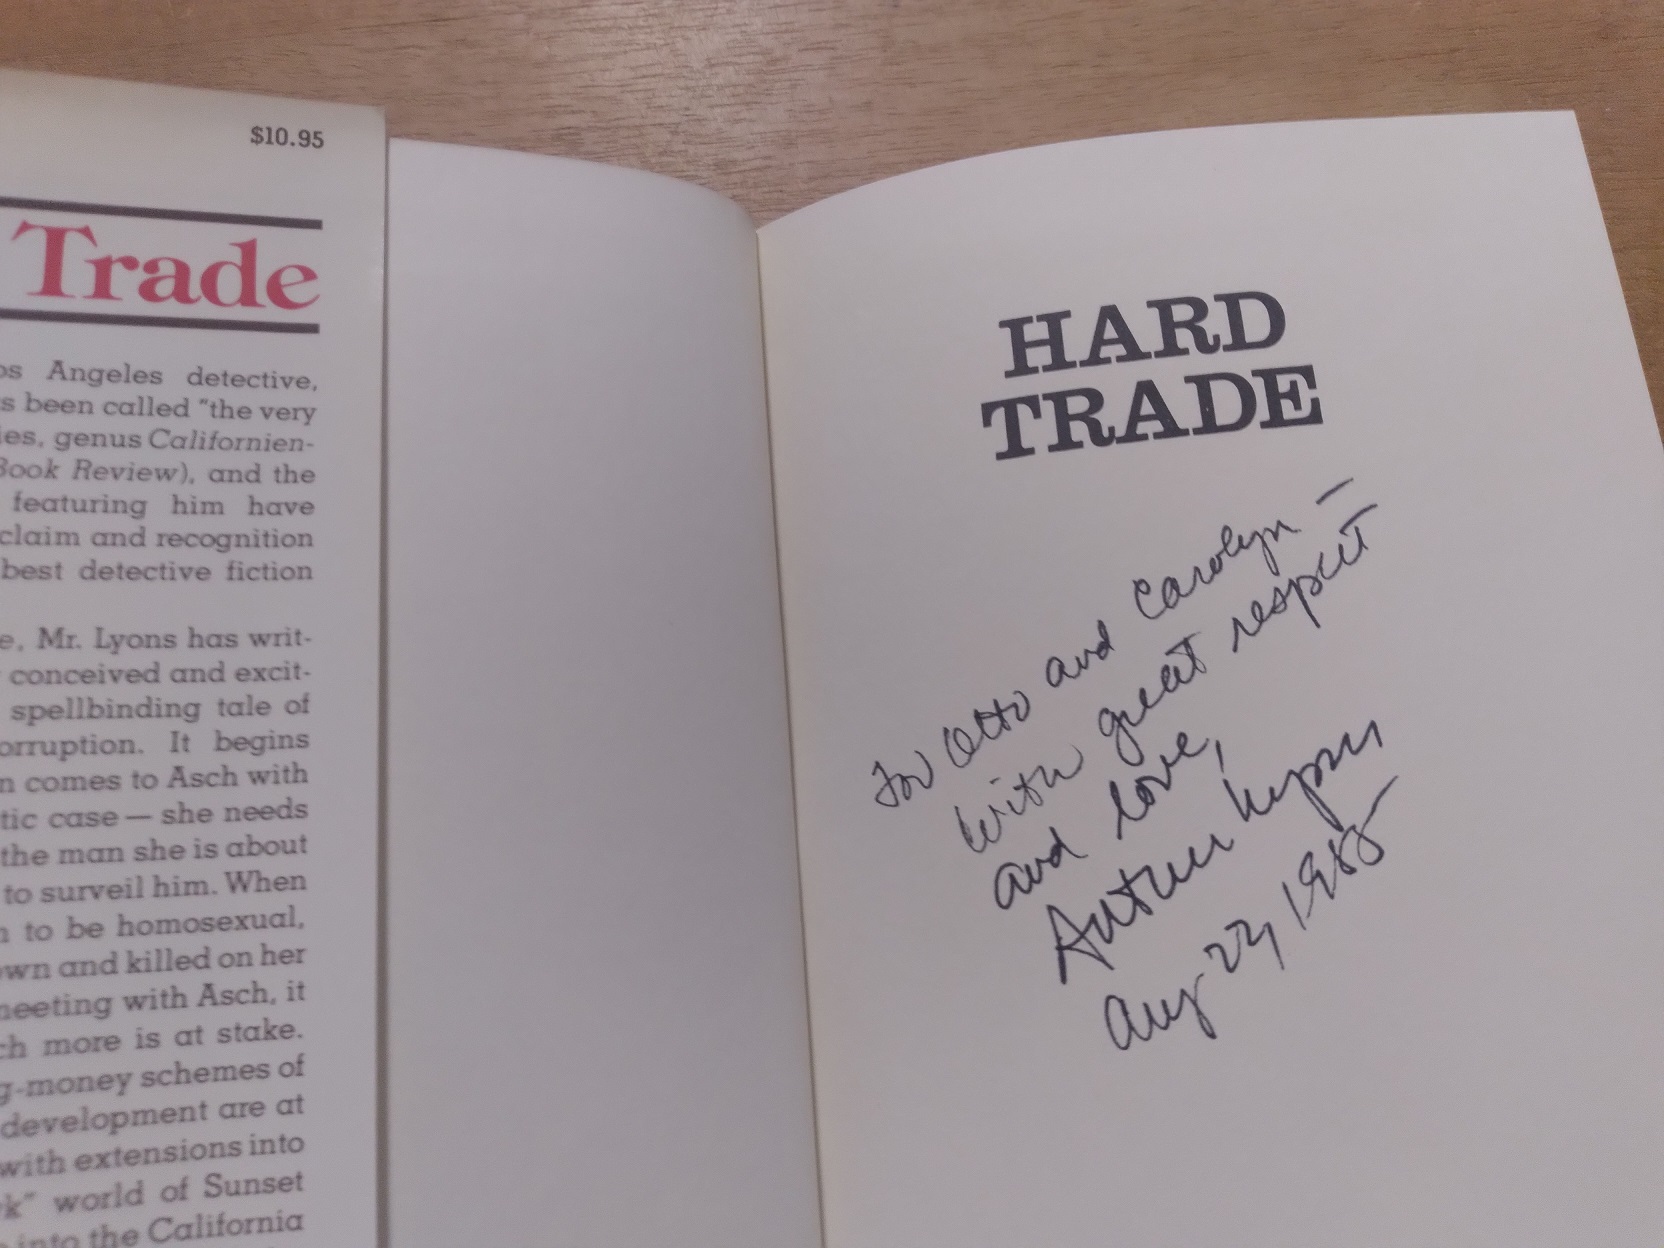 $10.95
Trade
os Angeles detective,
s been called "the very
ies, genus Californien-
Book Review), and the
featuring him have
claim and recognition
best detective fiction
e, Mr. Lyons has writ-
conceived and excit-
spellbinding tale of
orruption. It begins
n comes to Asch with
tic case — she needs
the man she is about
to surveil him. When
n to be homosexual,
own and killed on her
meeting with Asch, it
ch more is at stake.
g-money schemes of
development are at
with extensions into
rk" world of Sunset
into the California
HARD
TRADE
For Otto and Carolyn –
with great respect
and love,
Arthur Lyons
Aug 22, 1988